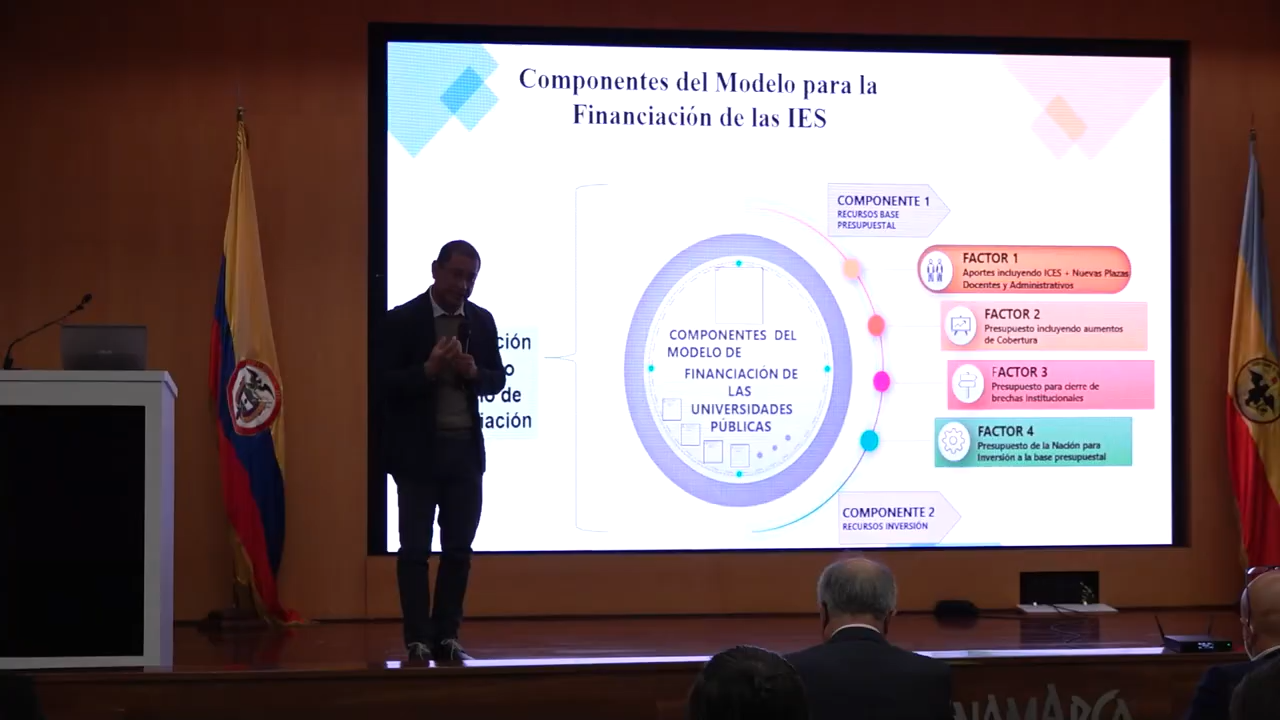 Componentes del Modelo para la
Financiación de las IES
COMPONENTE 1
RECURSOS BASE
PRESUPUESTAL
FACTOR 1
Aportes incluyendo ICES + Nuevas Plazas
Docentes y Administrativos
FACTOR 2
Presupuesto incluyendo aumentos
de Cobertura
FACTOR 3
Presupuesto para cierre de
brechas institucionales
FACTOR 4
Presupuesto de la Nación para
Inversión a la base presupuestal
COMPONENTE 2
RECURSOS INVERSIÓN
COMPONENTES DEL
MODELO DE
FINANCIACIÓN DE
LAS
UNIVERSIDADES
PÚBLICAS
ción
o
o de
iación
NAMARCA